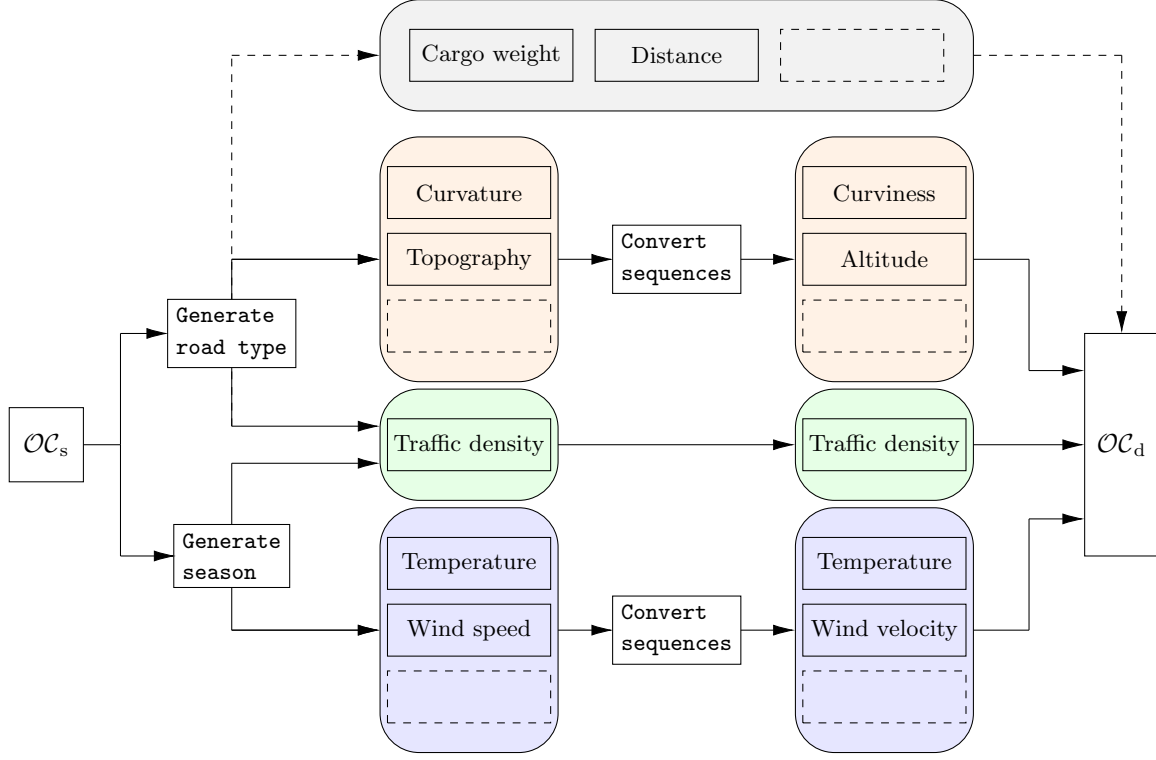 Cargo weight
Distance
Curvature
Topography
Curviness
Altitude
Convert
sequences
Generate
road type
𝒪𝒞s
Traffic density
Traffic density
𝒪𝒞d
Generate
season
Temperature
Wind speed
Convert
sequences
Temperature
Wind velocity